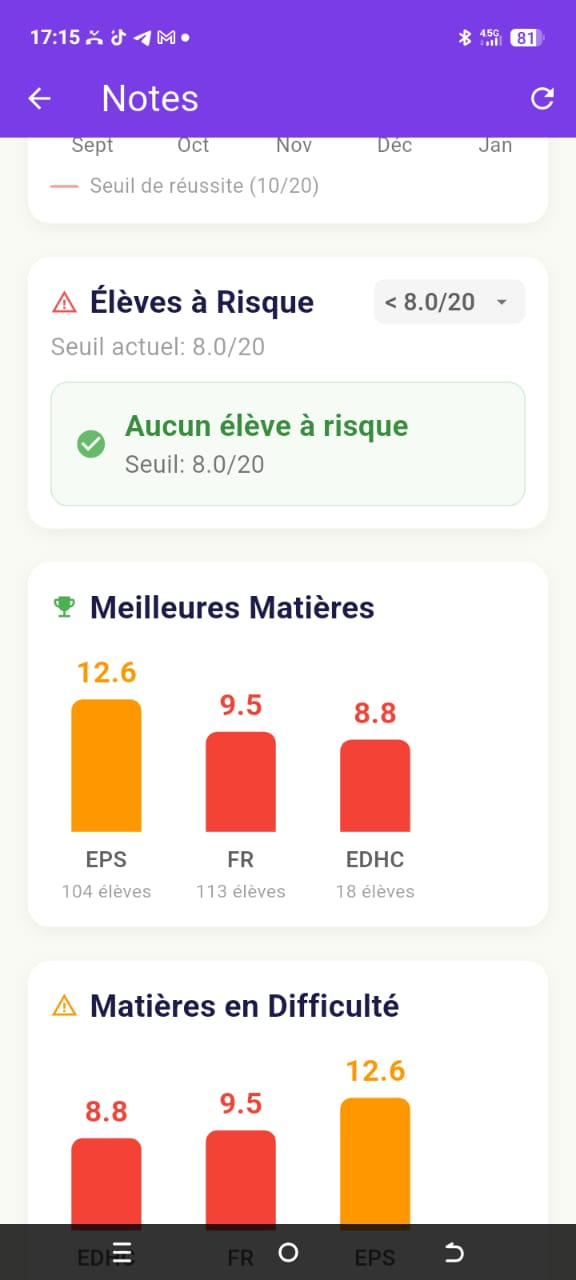 17:15
4.5G
81
Notes
Sept Oct Nov Déc Jan
Seuil de réussite (10/20)
Élèves à Risque
< 8.0/20
Seuil actuel: 8.0/20
Aucun élève à risque
Seuil: 8.0/20
Meilleures Matières
12.6 9.5 8.8
EPS FR EDHC
104 élèves 113 élèves 18 élèves
Matières en Difficulté
8.8 9.5 12.6
EDHC FR EPS